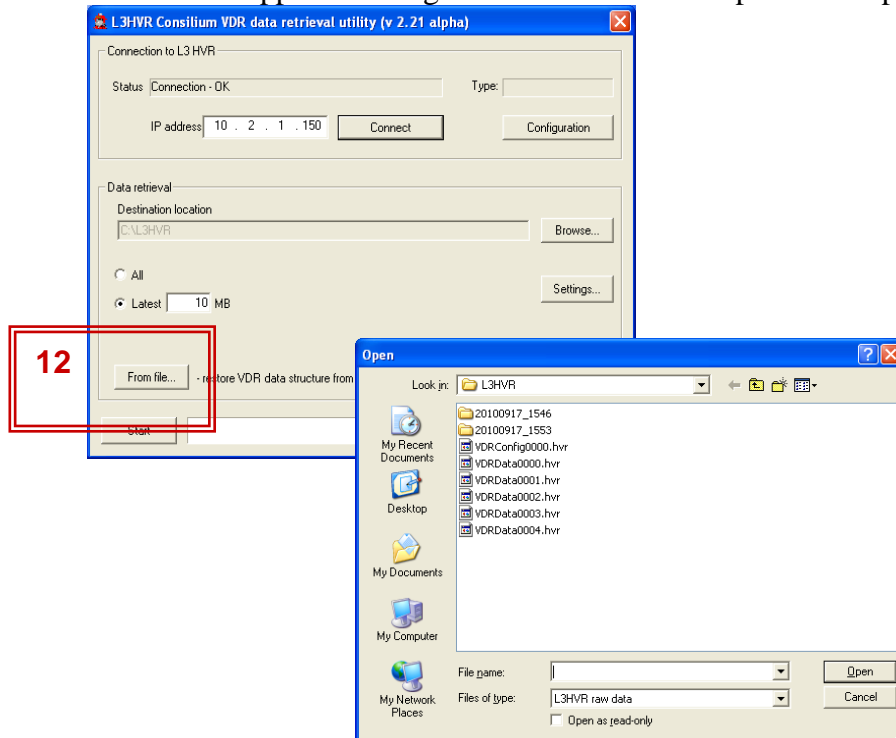 L3HVR Consilium VDR data retrieval utility (v 2.21 alpha)
Connection to L3 HVR
Status Connection - OK Type:
IP address 10 . 2 . 1 . 150 Connect Configuration
Data retrieval
Destination location
C:\L3HVR Browse...
All
Latest 10 MB Settings...
12
From file... - restore VDR data structure from
Start
Open
Look in: L3HVR
20100917_1546
20100917_1553
VDRConfig0000.hvr
VDRData0000.hvr
VDRData0001.hvr
VDRData0002.hvr
VDRData0003.hvr
VDRData0004.hvr
My Recent
Documents
Desktop
My Documents
My Computer
My Network
Places
File name: Open
Files of type: L3HVR raw data Cancel
Open as read-only